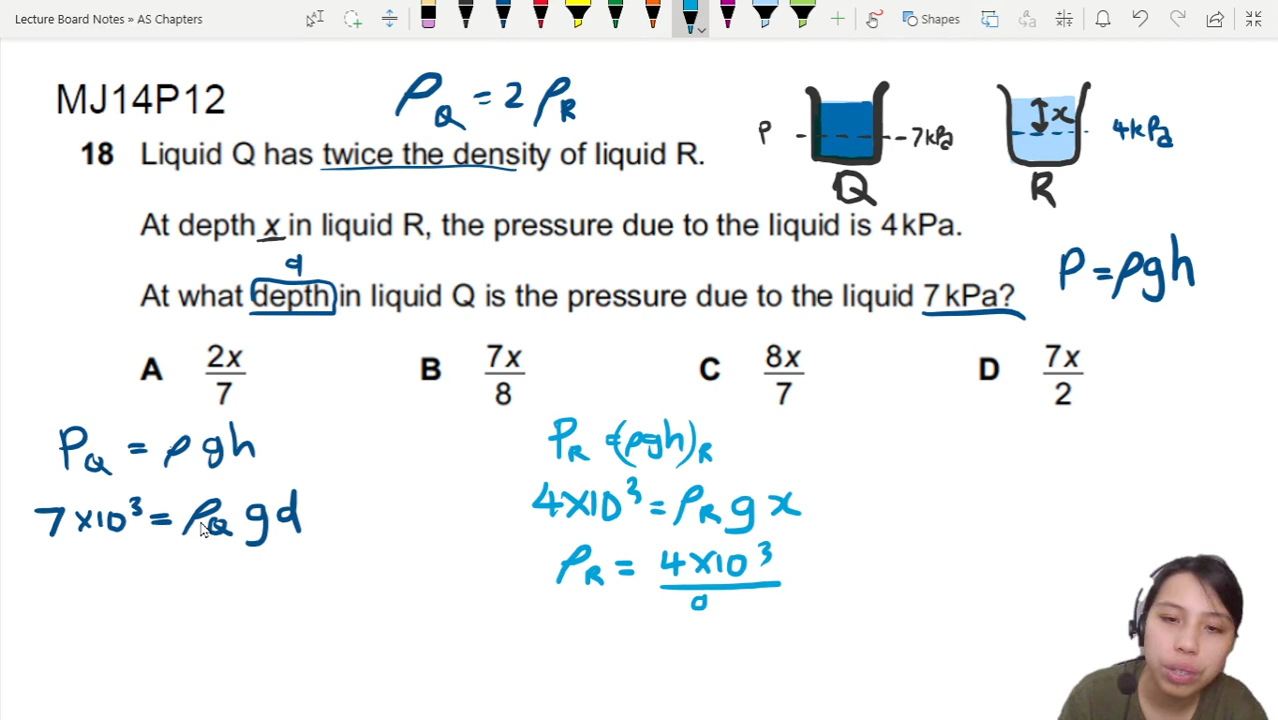 Lecture Board Notes » AS Chapters
Shapes
MJ14P12
ρQ = 2 ρR
P
7kPa
Q
x
4kPa
R
18 Liquid Q has twice the density of liquid R.
At depth x in liquid R, the pressure due to the liquid is 4 kPa.
d
At what depth in liquid Q is the pressure due to the liquid 7 kPa?
P = ρgh
A 2x/7 B 7x/8 C 8x/7 D 7x/2
PQ = ρgh
7×10³ = ρQ gd
PR = (ρgh)R
4×10³ = ρR g x
ρR = 4×10³